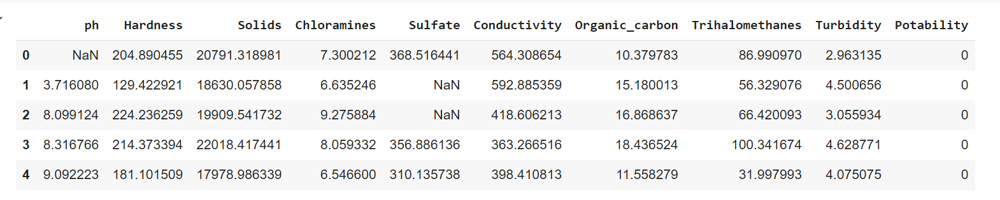 ph Hardness Solids Chloramines Sulfate Conductivity Organic_carbon Trihalomethanes Turbidity Potability
0 NaN 204.890455 20791.318981 7.300212 368.516441 564.308654 10.379783 86.990970 2.963135 0
1 3.716080 129.422921 18630.057858 6.635246 NaN 592.885359 15.180013 56.329076 4.500656 0
2 8.099124 224.236259 19909.541732 9.275884 NaN 418.606213 16.868637 66.420093 3.055934 0
3 8.316766 214.373394 22018.417441 8.059332 356.886136 363.266516 18.436524 100.341674 4.628771 0
4 9.092223 181.101509 17978.986339 6.546600 310.135738 398.410813 11.558279 31.997993 4.075075 0